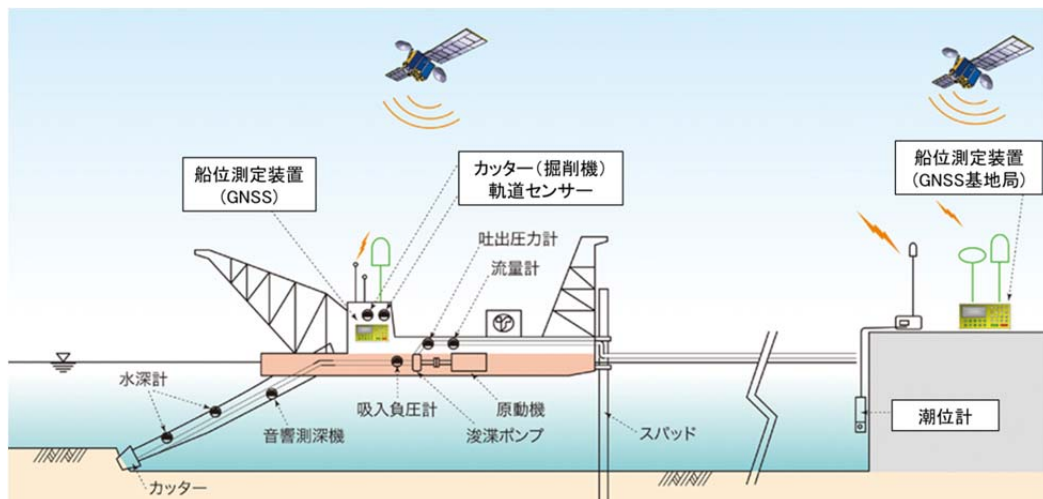 船位測定装置
(GNSS)
カッター(掘削機)
軌道センサー
船位測定装置
(GNSS基地局)
吐出圧力計
流量計
水深計
音響測深機
吸入負圧計
原動機
浚渫ポンプ
スパッド
潮位計
カッター